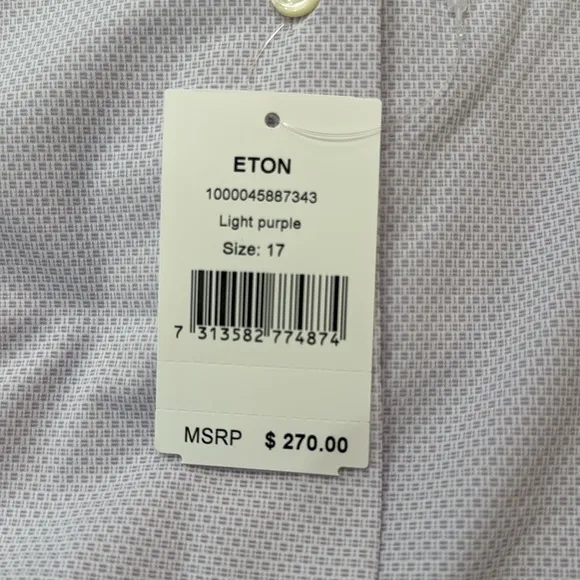 ETON
1000045887343
Light purple
Size: 17
7 313582 774874
MSRP $ 270.00